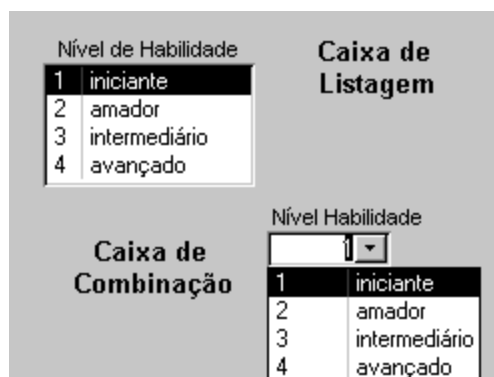 Nível de Habilidade
1 iniciante
2 amador
3 intermediário
4 avançado
Caixa de
Listagem
Caixa de
Combinação
Nível Habilidade
1
1 iniciante
2 amador
3 intermediário
4 avançado